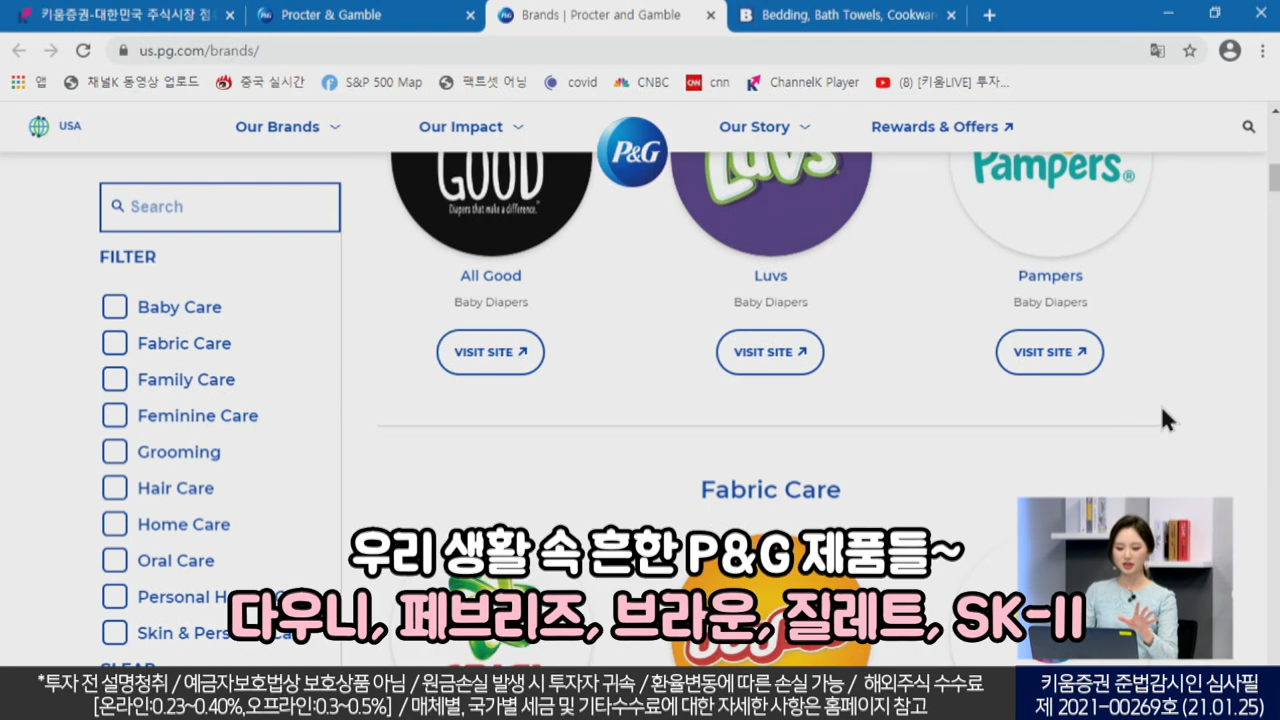 키움증권-대한민국 주식시장 점
Procter & Gamble
Brands | Procter and Gamble
Bedding, Bath Towels, Cookwar
us.pg.com/brands/
앱
채널K 동영상 업로드
중국 실시간
S&P 500 Map
팩트셋 어닝
covid
CNBC
cnn
ChannelK Player
(8) [키움LIVE] 투자...
USA
Our Brands
Our Impact
P&G
Our Story
Rewards & Offers
GOOD
Diapers that make a difference.
Luvs
Pampers®
Search
FILTER
Baby Care
Fabric Care
Family Care
Feminine Care
Grooming
Hair Care
Home Care
Oral Care
Personal H
Skin & Pers
All Good
Baby Diapers
VISIT SITE
Luvs
Baby Diapers
VISIT SITE
Pampers
Baby Diapers
VISIT SITE
Fabric Care
우리 생활 속 흔한 P&G 제품들~
다우니, 페브리즈, 브라운, 질레트, SK-II
*투자 전 설명청취 / 예금자보호법상 보호상품 아님 / 원금손실 발생 시 투자자 귀속 / 환율변동에 따른 손실 가능 / 해외주식 수수료
[온라인:0.23~0.40%,오프라인:0.3~0.5%] / 매체별, 국가별 세금 및 기타수수료에 대한 자세한 사항은 홈페이지 참고
키움증권 준법감시인 심사필
제 2021-00269호 (21.01.25)